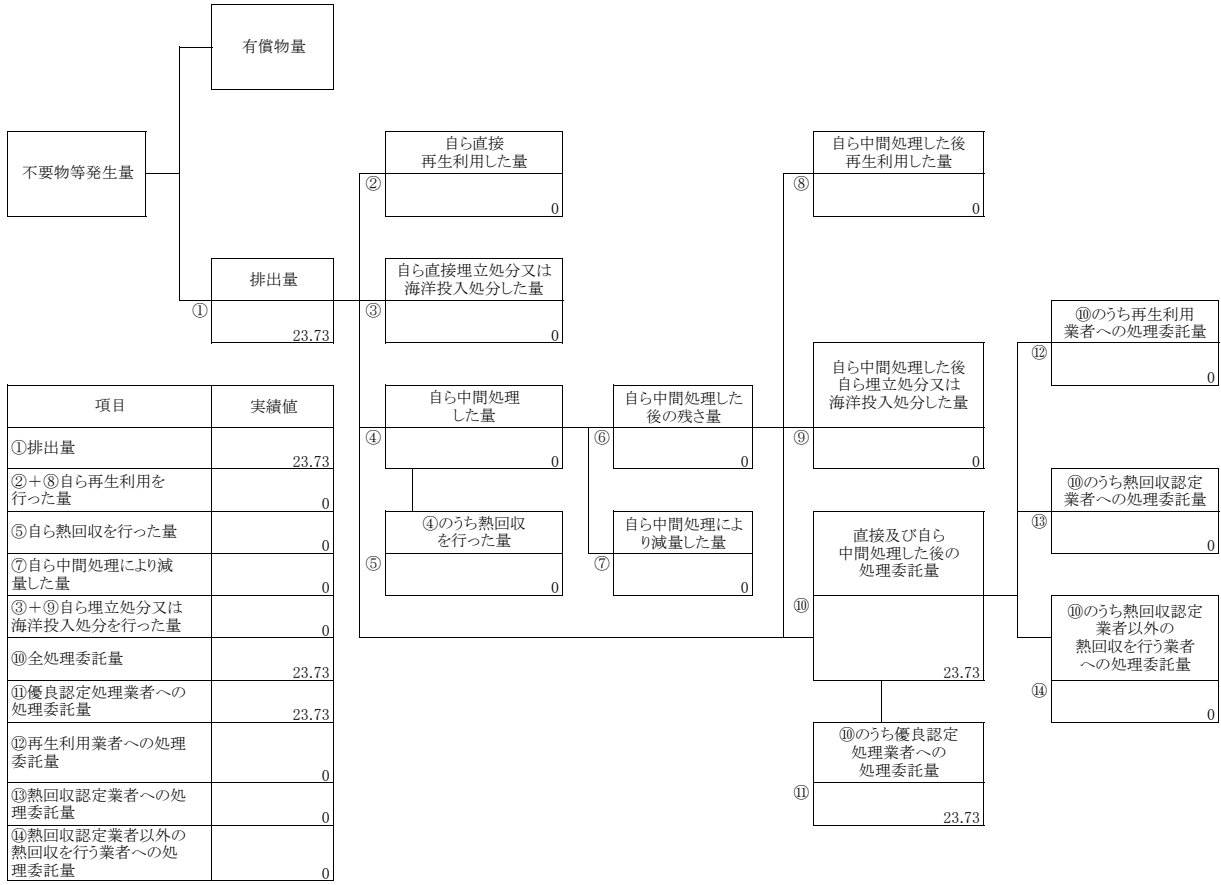 有償物量
不要物等発生量
自ら直接
再生利用した量
②
0
自ら中間処理した後
再生利用した量
⑧
0
排出量
①
23.73
自ら直接埋立処分又は
海洋投入処分した量
③
0
⑩のうち再生利用
業者への処理委託量
⑫
0
自ら中間処理
した量
④
0
自ら中間処理した
後の残さ量
⑥
0
自ら中間処理した後
自ら埋立処分又は
海洋投入処分した量
⑨
0
⑩のうち熱回収認定
業者への処理委託量
⑬
0
④のうち熱回収
を行った量
⑤
0
自ら中間処理によ
り減量した量
⑦
0
直接及び自ら
中間処理した後の
処理委託量
⑩
23.73
⑩のうち熱回収認定
業者以外の
熱回収を行う業者
への処理委託量
⑭
0
⑩のうち優良認定
処理業者への
処理委託量
⑪
23.73
項目 実績値
①排出量
23.73
②＋⑧自ら再生利用を
行った量
0
⑤自ら熱回収を行った量
0
⑦自ら中間処理により減
量した量
0
③＋⑨自ら埋立処分又は
海洋投入処分を行った量
0
⑩全処理委託量
23.73
⑪優良認定処理業者への
処理委託量
23.73
⑫再生利用業者への処理
委託量
0
⑬熱回収認定業者への処
理委託量
0
⑭熱回収認定業者以外の
熱回収を行う業者への処
理委託量
0